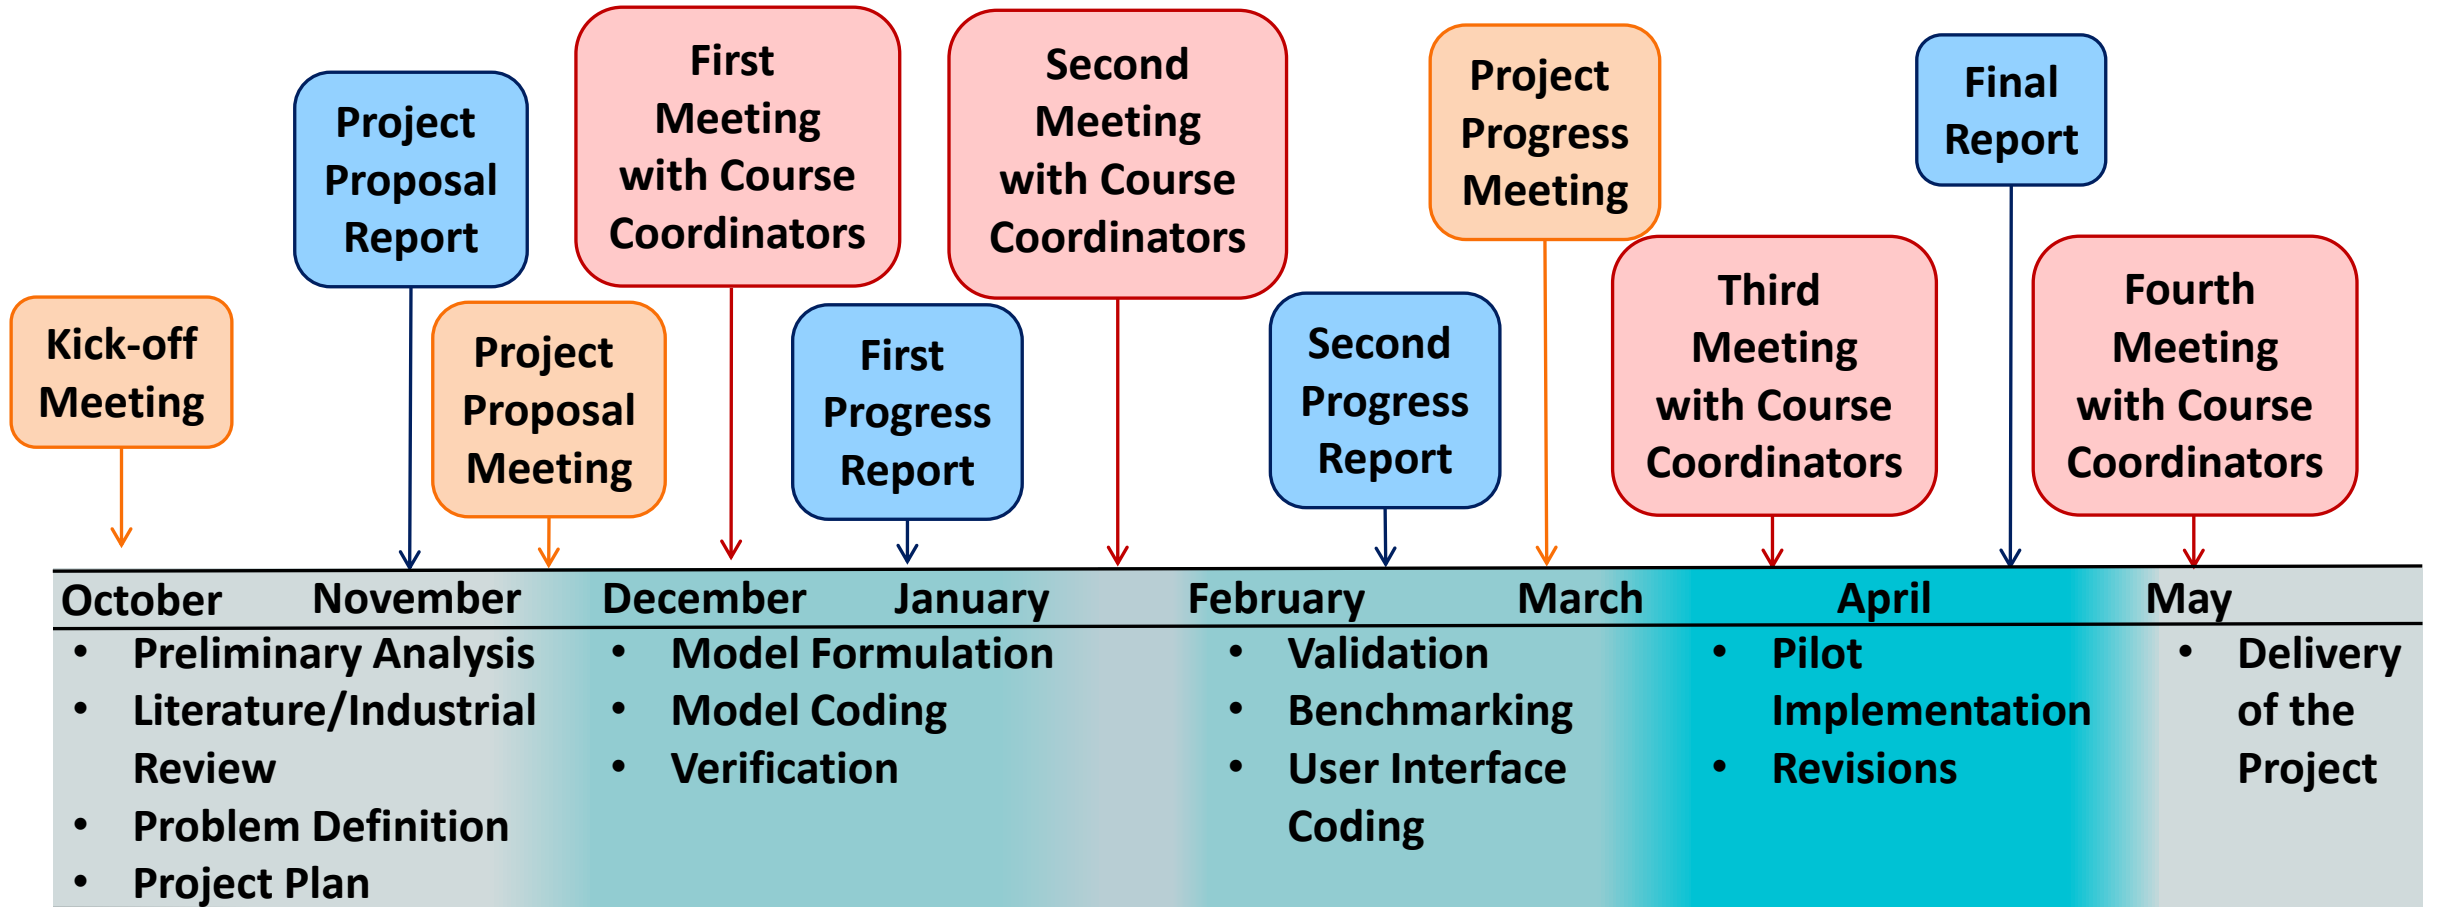 Kick-off
Meeting
Project
Proposal
Report
Project
Proposal
Meeting
First
Meeting
with Course
Coordinators
First
Progress
Report
Second
Meeting
with Course
Coordinators
Second
Progress
Report
Project
Progress
Meeting
Third
Meeting
with Course
Coordinators
Final
Report
Fourth
Meeting
with Course
Coordinators
October November December January February March April May
• Preliminary Analysis
• Literature/Industrial
Review
• Problem Definition
• Project Plan
• Model Formulation
• Model Coding
• Verification
• Validation
• Benchmarking
• User Interface
Coding
• Pilot
Implementation
• Revisions
• Delivery
of the
Project